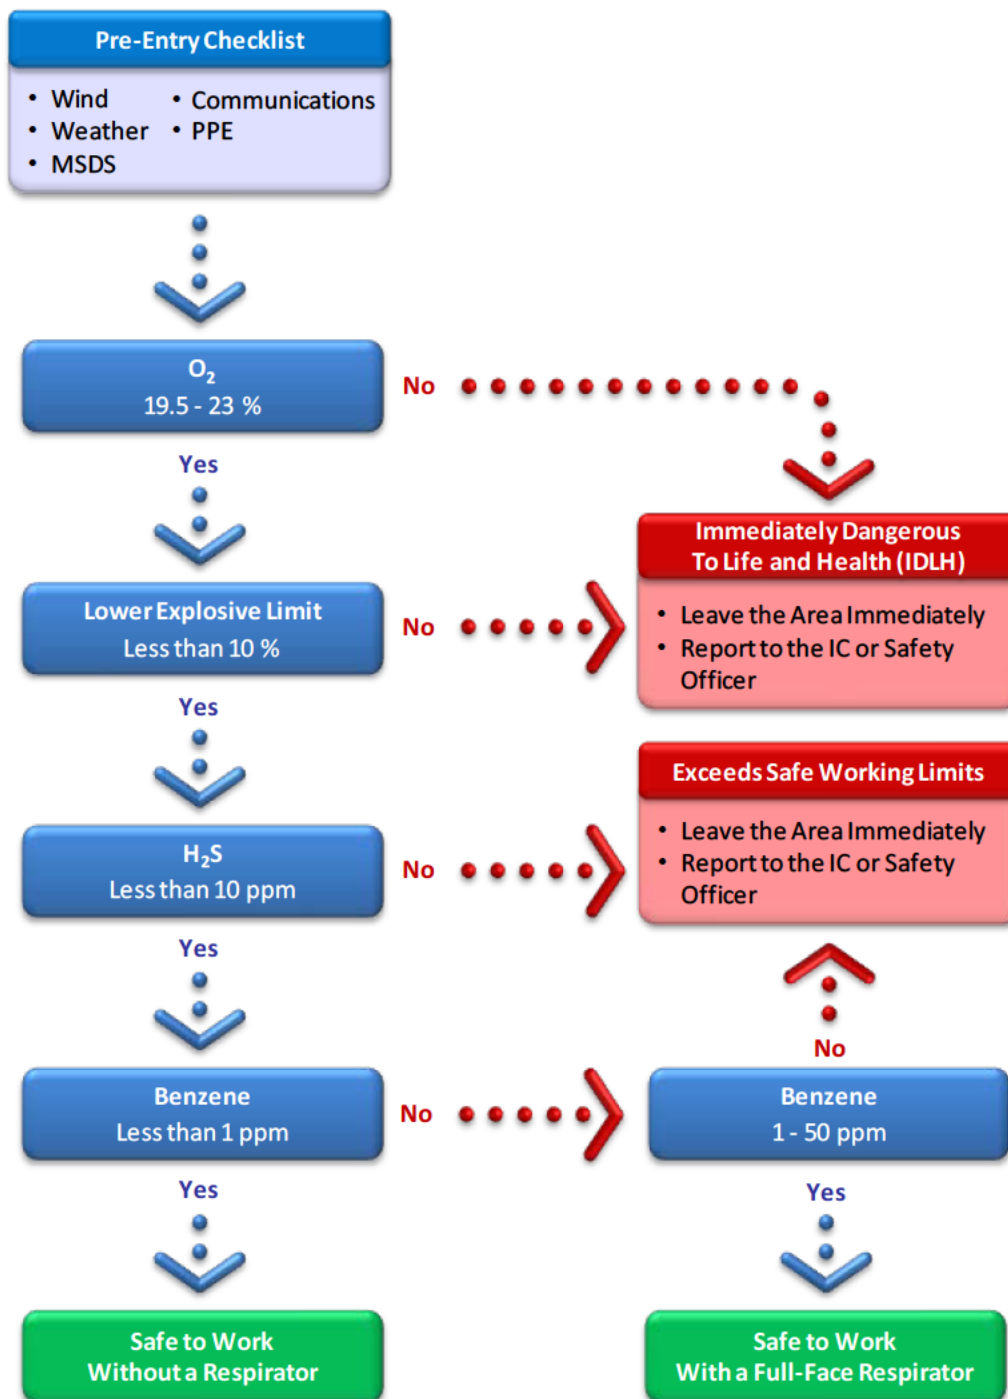 Pre-Entry Checklist
• Wind
• Weather
• MSDS
• Communications
• PPE
O₂
19.5 - 23 %
No
Yes
Immediately Dangerous
To Life and Health (IDLH)
• Leave the Area Immediately
• Report to the IC or Safety
Officer
Lower Explosive Limit
Less than 10 %
No
Yes
Exceeds Safe Working Limits
• Leave the Area Immediately
• Report to the IC or Safety
Officer
H₂S
Less than 10 ppm
No
Yes
No
Benzene
Less than 1 ppm
No
Benzene
1 - 50 ppm
Yes
Yes
Safe to Work
Without a Respirator
Safe to Work
With a Full-Face Respirator